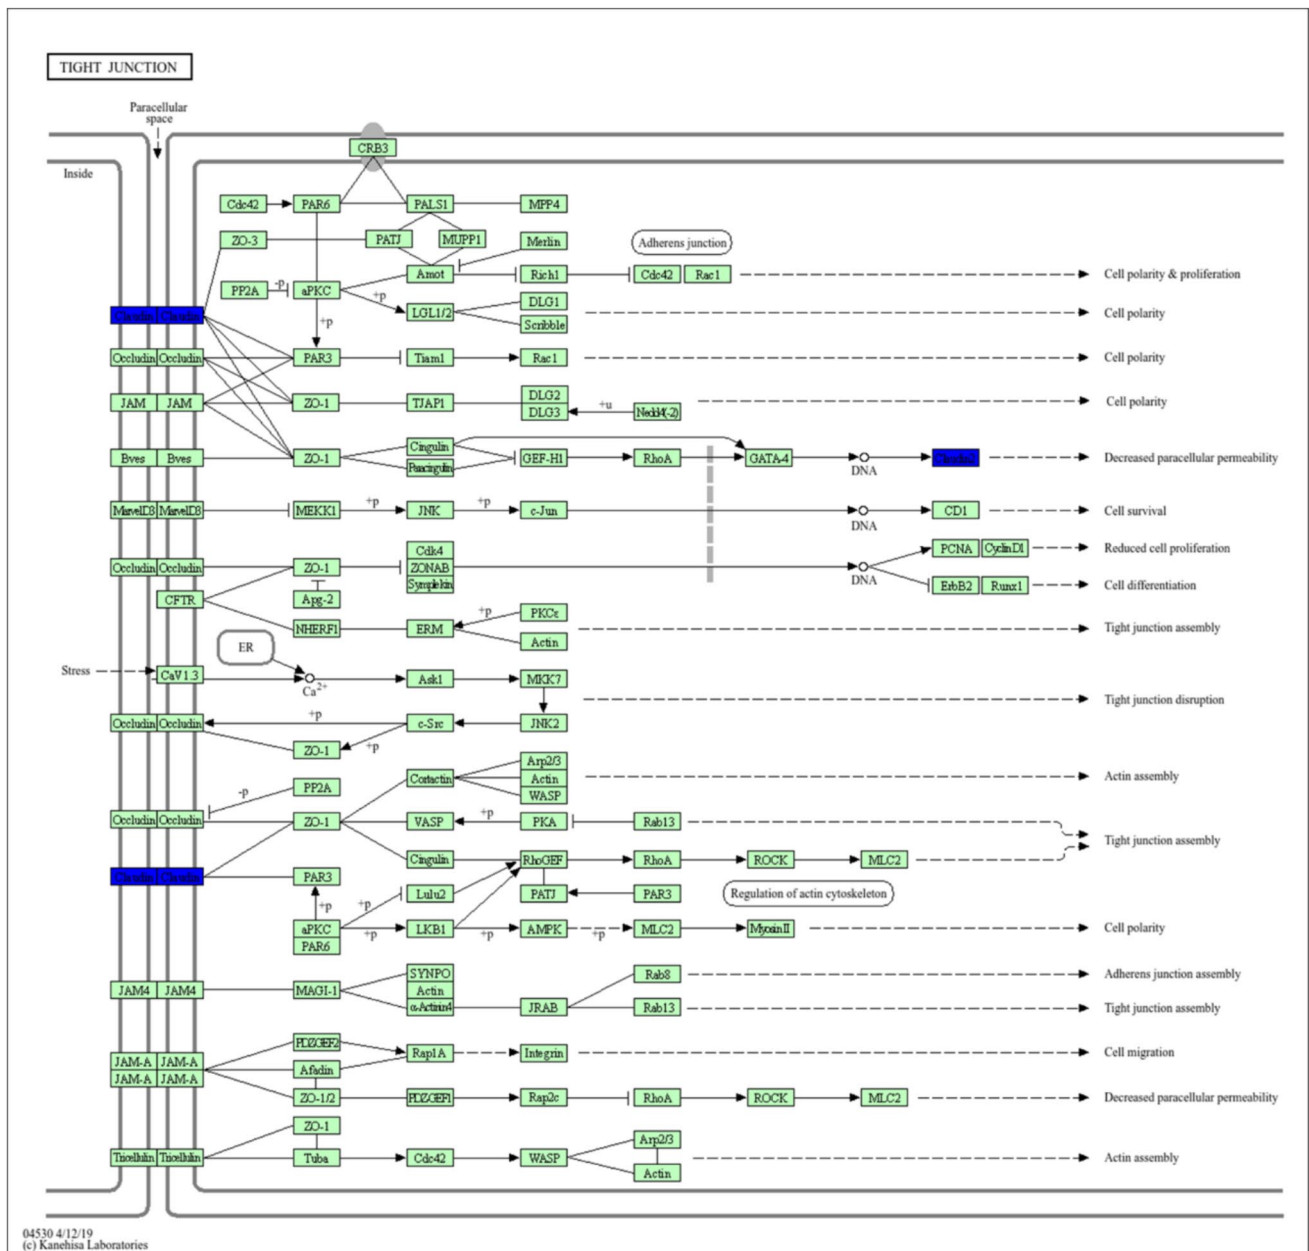 TIGHT JUNCTION
Paracellular
space
CRB3
Inside
Cdc42 PAR6 PALS1 MPP4
ZO-3 PATJ MUPP1 Merlin Adherens junction
Amot Rich1 Cdc42 Rac1 Cell polarity & proliferation
PP2A -p aPKC +p
LGL1/2 DLG1 Cell polarity
Scribble
Claudin Claudin +p
Occludin Occludin PAR3 Tiam1 Rac1 Cell polarity
JAM JAM ZO-1 TJAP1 DLG2 Cell polarity
DLG3 +u Nedd4(-2)
Bves Bves ZO-1 Cingulin GEF-H1 RhoA GATA-4 DNA Decreased paracellular permeability
Paracingulin
MarvelD3 MarvelD3 MEKK1 +p JNK +p c-Jun DNA CD1 Cell survival
Cdk4 PCNA CyclinD1 Reduced cell proliferation
Occludin Occludin ZO-1 ZONAB DNA
Symplekin ErbB2 Runx1 Cell differentiation
CFTR Apg-2
NHERF1 ERM +p PKCε Tight junction assembly
Actin
ER
Stress CaV1.3 Ca2+ Ask1 MKK7
Tight junction disruption
Occludin Occludin +p c-Src JNK2
ZO-1 +p
Arp2/3
Cortactin Actin Actin assembly
-p PP2A WASP
Occludin Occludin ZO-1 VASP +p PKA Rab13
Tight junction assembly
Cingulin RhoGEF RhoA ROCK MLC2
Claudin Claudin PAR3
Lulu2 PATJ PAR3 Regulation of actin cytoskeleton
+p +p
aPKC +p LKB1 +p AMPK +p MLC2 Myosin II Cell polarity
PAR6
SYNPO Rab8 Adherens junction assembly
JAM4 JAM4 MAGI-1 Actin
α-Actinin4 JRAB Rab13 Tight junction assembly
PDZGEF2
JAM-A JAM-A Rap1A Integrin Cell migration
JAM-A JAM-A Afadin
ZO-1/2 PDZGEF1 Rap2c RhoA ROCK MLC2 Decreased paracellular permeability
ZO-1 Arp2/3
Tricellulin Tricellulin Tuba Cdc42 WASP Actin assembly
Actin
04530 4/12/19
(c) Kanehisa Laboratories